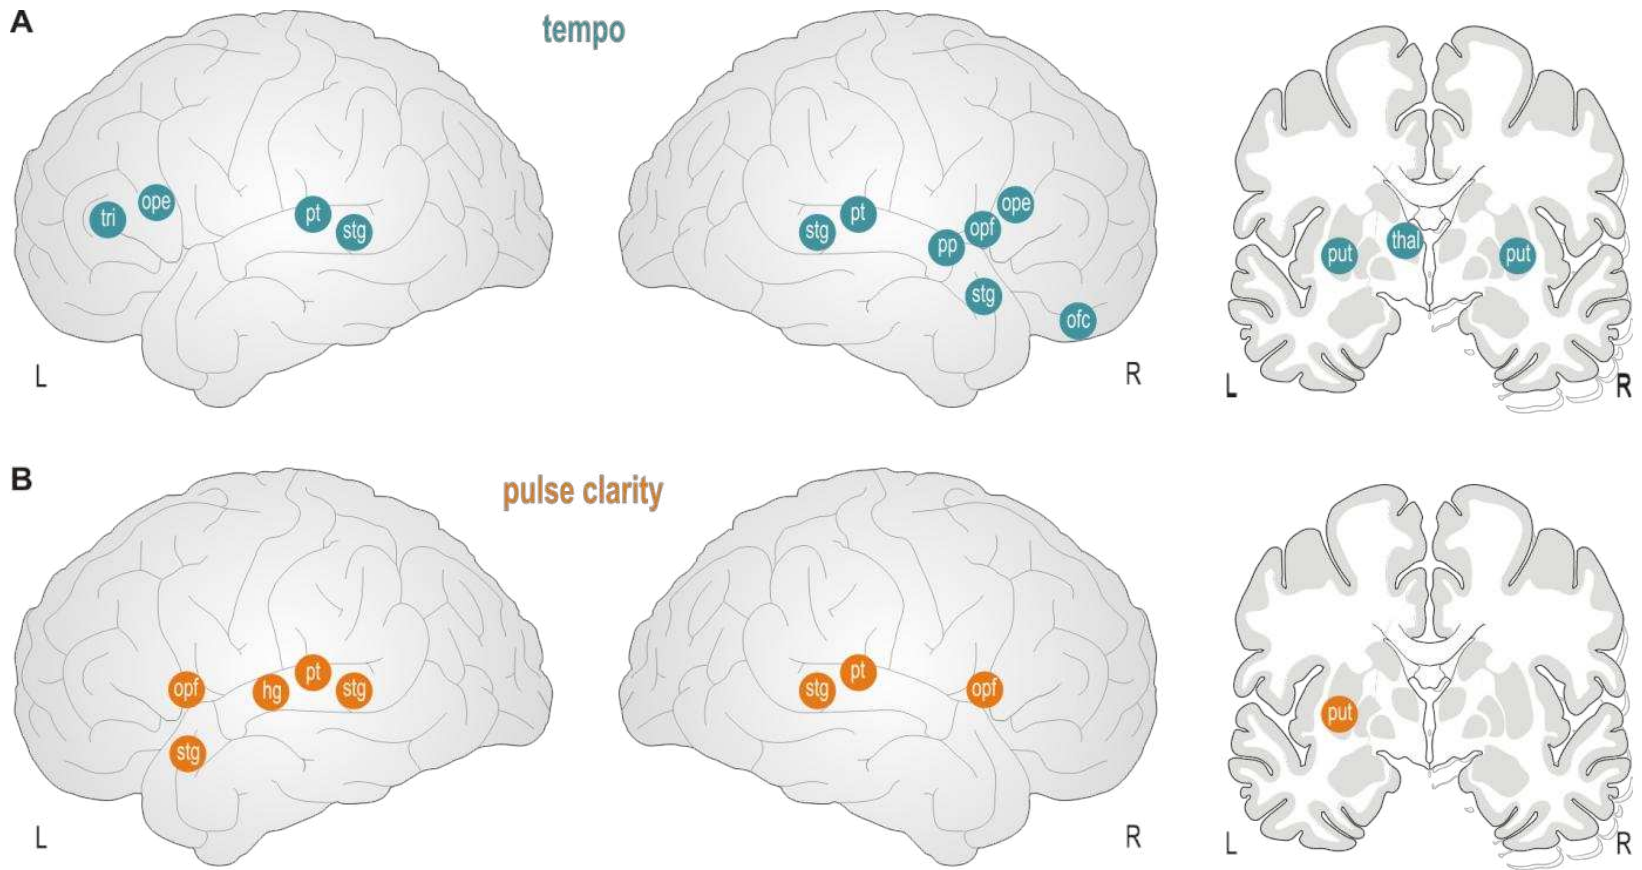 A
tempo
tri
ope
pt
stg
stg
pt
pp
opf
ope
stg
ofc
put
thal
put
L
R
L
R
B
pulse clarity
opf
hg
pt
stg
stg
stg
pt
opf
put
L
R
L
R